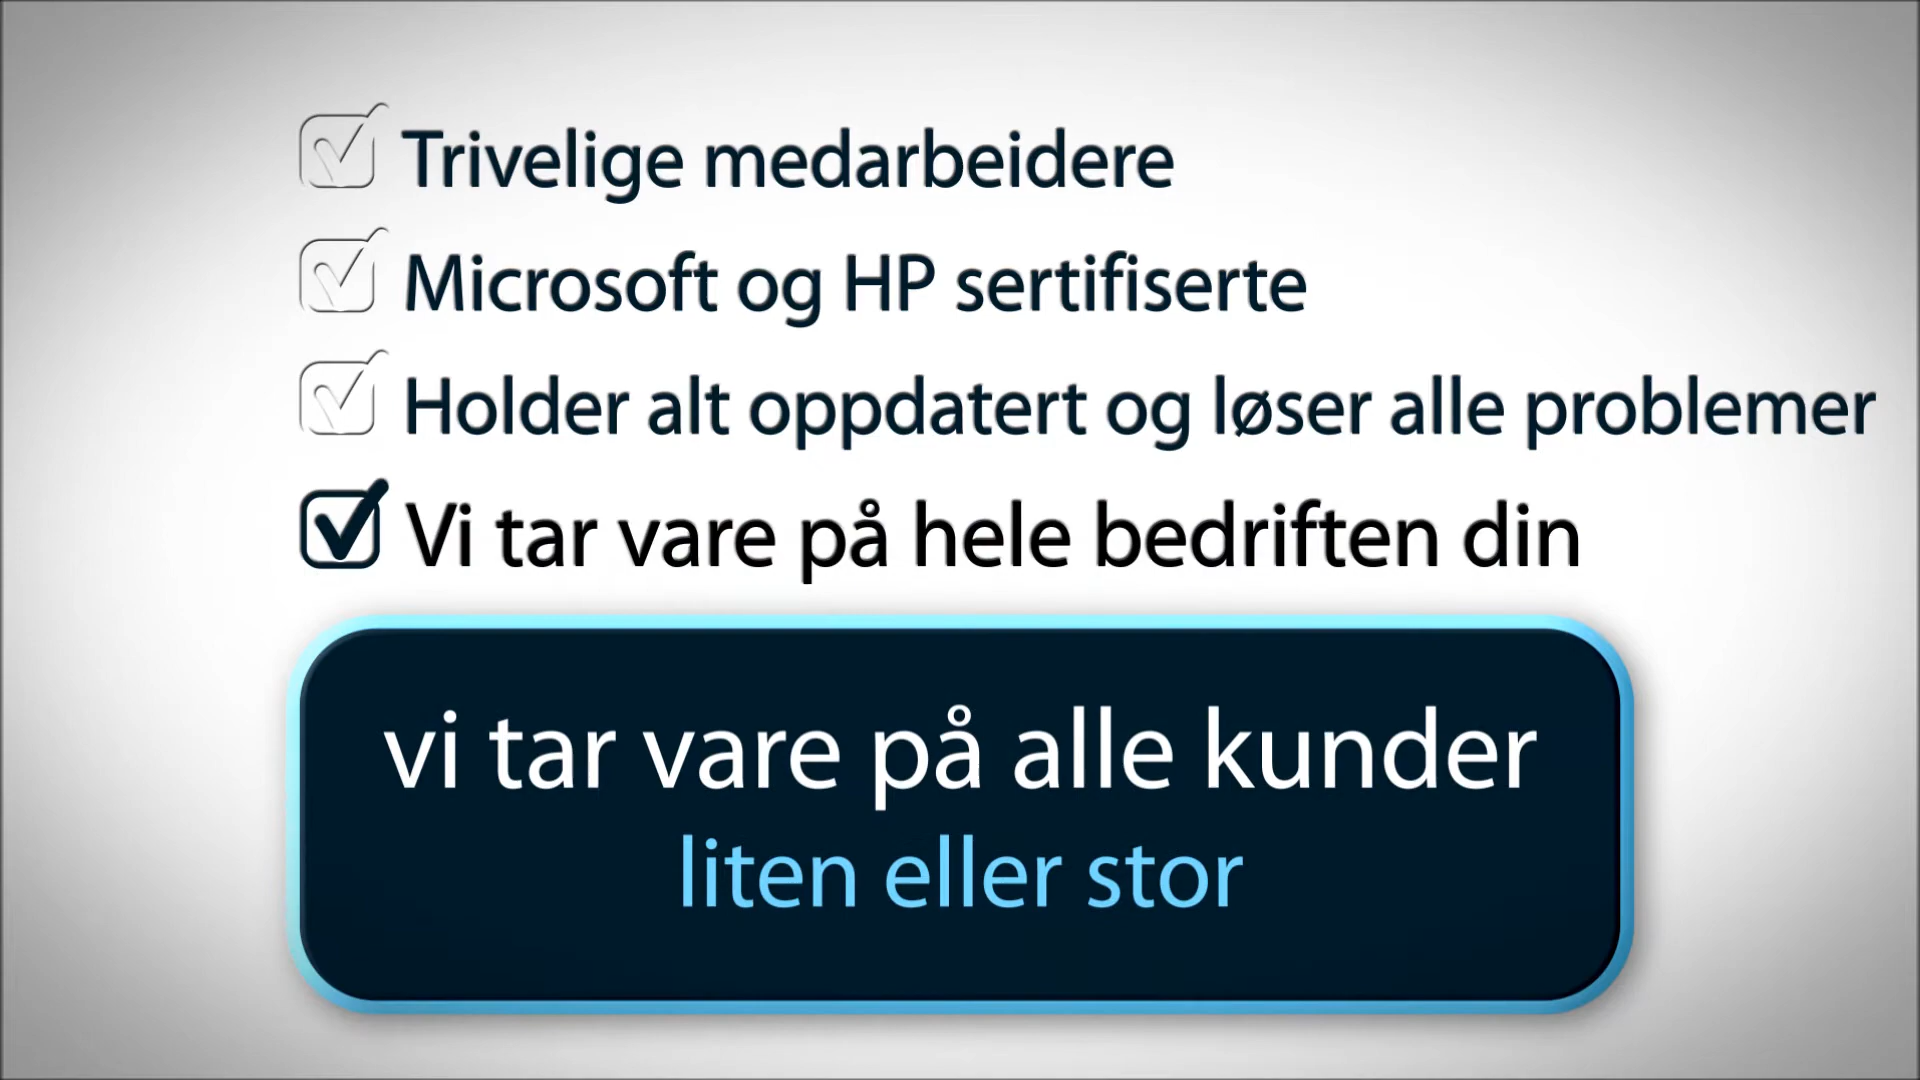 Trivelige medarbeidere
Microsoft og HP sertifiserte
Holder alt oppdatert og løser alle problemer
Vi tar vare på hele bedriften din
vi tar vare på alle kunder
liten eller stor